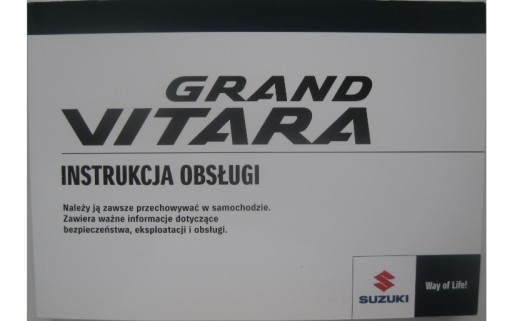 GRAND
VITARA
INSTRUKCJA OBSŁUGI
Należy ją zawsze przechowywać w samochodzie.
Zawiera ważne informacje dotyczące
bezpieczeństwa, eksploatacji i obsługi.
SUZUKI
Way of Life!